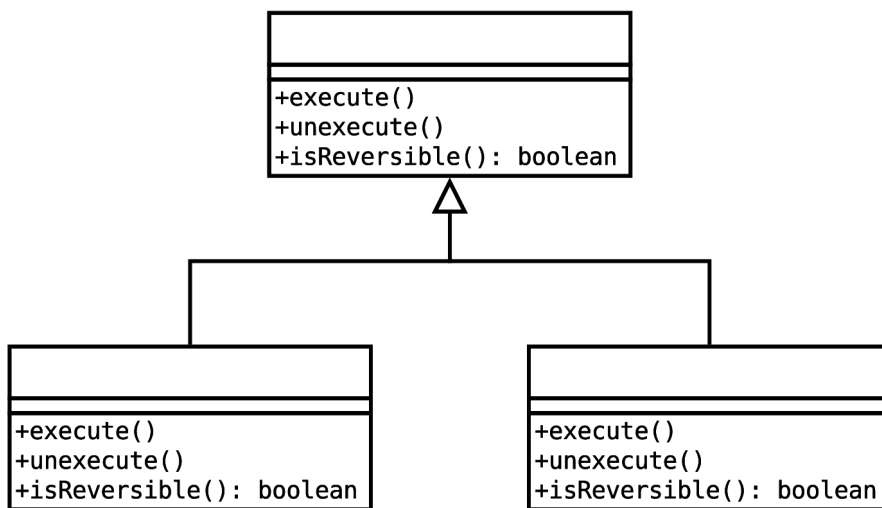 +execute()
+unexecute()
+isReversible(): boolean
+execute()
+unexecute()
+isReversible(): boolean
+execute()
+unexecute()
+isReversible(): boolean